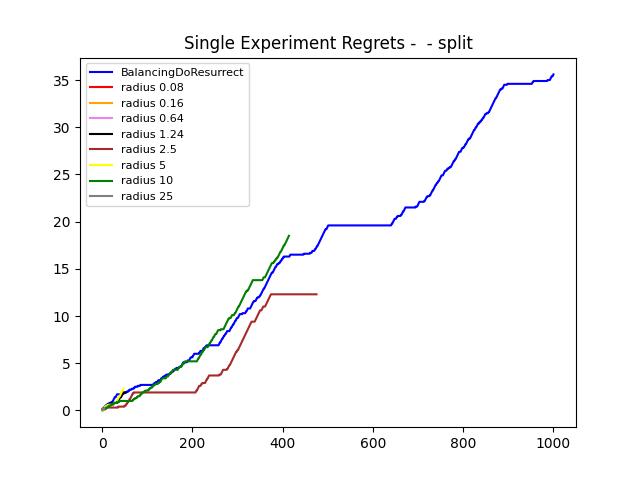 Single Experiment Regrets -  - split
BalancingDoResurrect
radius 0.08
radius 0.16
radius 0.64
radius 1.24
radius 2.5
radius 5
radius 10
radius 25
35
30
25
20
15
10
5
0
0 200 400 600 800 1000